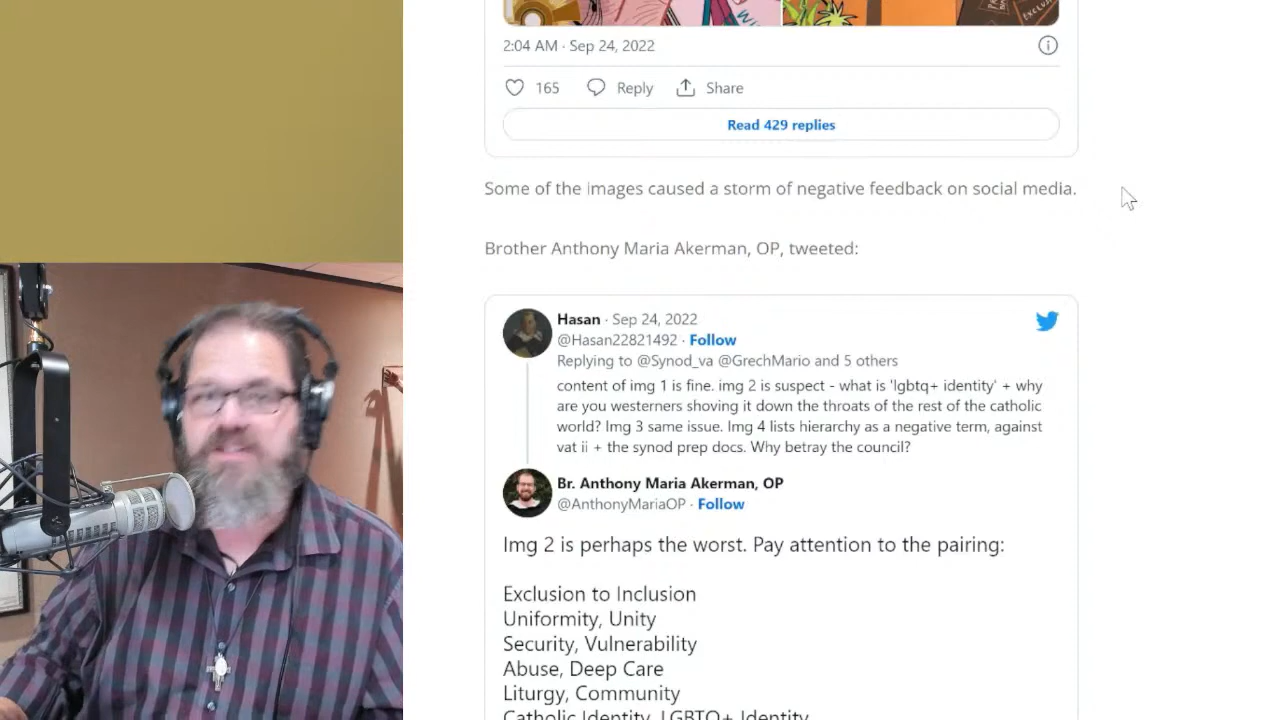 EXCLUSI
2:04 AM · Sep 24, 2022
165 Reply Share
Read 429 replies
Some of the images caused a storm of negative feedback on social media.
Brother Anthony Maria Akerman, OP, tweeted:
Hasan · Sep 24, 2022
@Hasan22821492 · Follow
Replying to @Synod_va @GrechMario and 5 others
content of img 1 is fine. img 2 is suspect - what is 'lgbtq+ identity' + why
are you westerners shoving it down the throats of the rest of the catholic
world? Img 3 same issue. Img 4 lists hierarchy as a negative term, against
vat ii + the synod prep docs. Why betray the council?
Br. Anthony Maria Akerman, OP
@AnthonyMariaOP · Follow
Img 2 is perhaps the worst. Pay attention to the pairing:
Exclusion to Inclusion
Uniformity, Unity
Security, Vulnerability
Abuse, Deep Care
Liturgy, Community
Catholic Identity, LGBTQ+ Identity